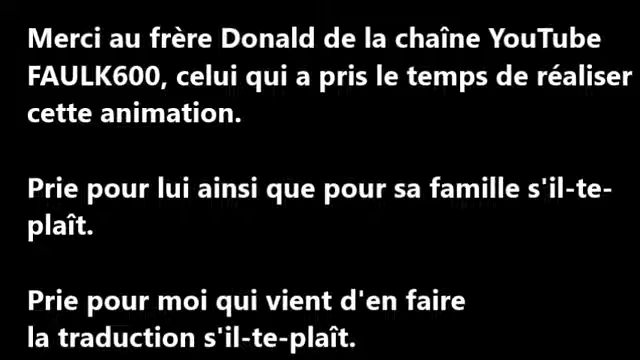 Merci au frère Donald de la chaîne YouTube
FAULK600, celui qui a pris le temps de réaliser
cette animation.
Prie pour lui ainsi que pour sa famille s'il-te-
plaît.
Prie pour moi qui vient d'en faire
la traduction s'il-te-plaît.